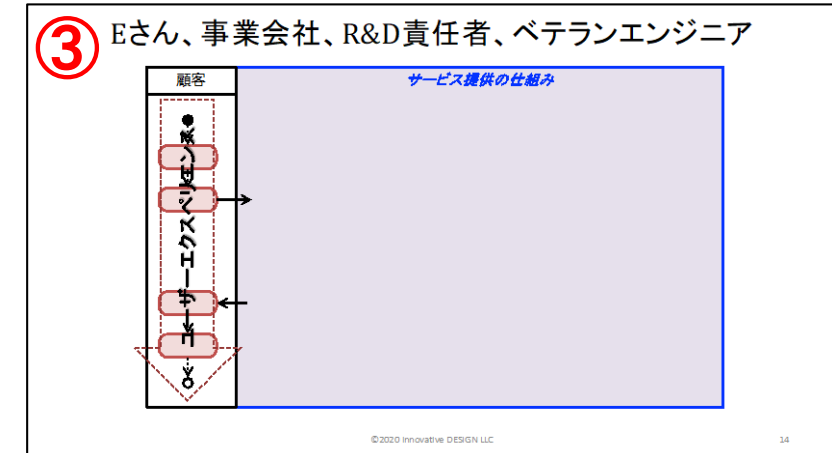 ③ Eさん、事業会社、R&D責任者、ベテランエンジニア
顧客
サービス提供の仕組み
ユーザーエクスペリエンス
©2020 Innovative DESIGN LLC
14